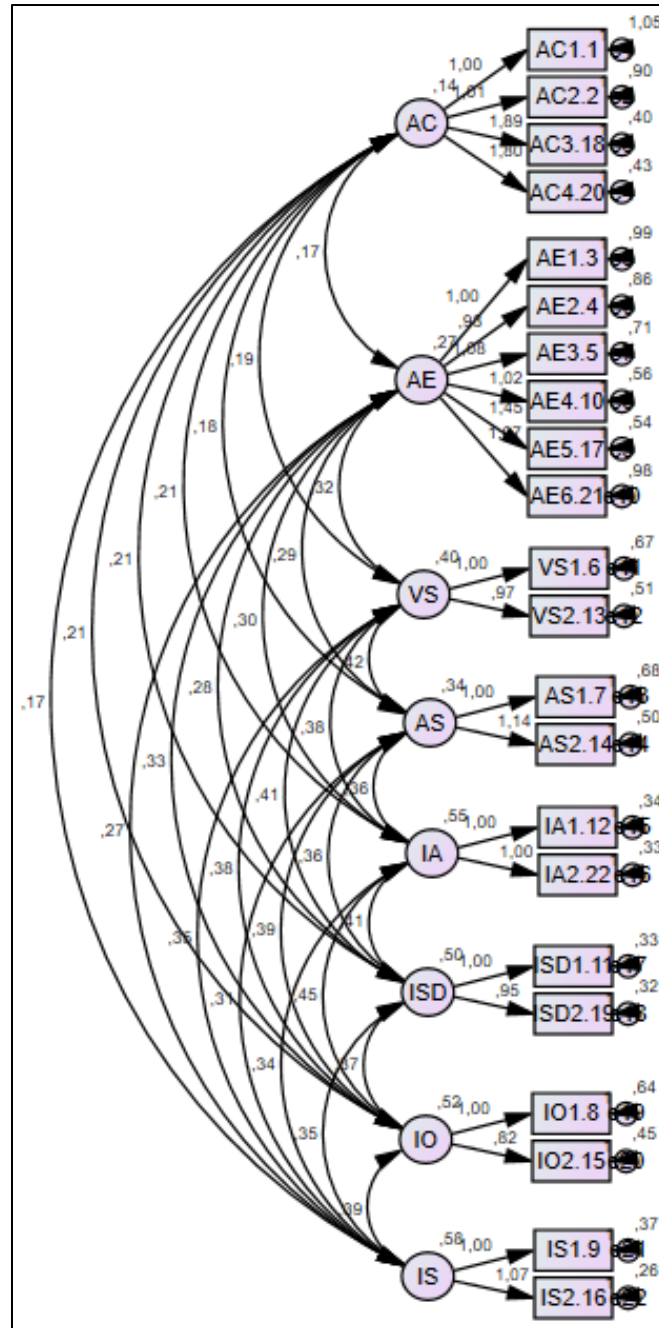 1,05
AC1.1
1,00
,90
,14
1,01
AC2.2
AC
,40
1,89
AC3.18
1,80
,43
AC4.20
,99
AE1.3
,17
1,00
,86
AE2.4
,71
,27
1,08
AE3.5
,19
AE
1,02
,56
AE4.10
1,45
,54
,18
AE5.17
,98
AE6.21
,32
,21
,29
,67
,40
1,00
VS1.6
,21
VS
,97
,51
VS2.13
,30
,42
,68
,34
1,00
AS1.7
,17
,28
AS
1,14
,50
AS2.14
,38
,33
,36
,34
,41
,55
1,00
IA1.12
,27
IA
1,00
,33
,38
,36
IA2.22
,39
,41
,33
,35
,50
1,00
ISD1.11
,31
,45
ISD
,95
,32
ISD2.19
,34
,37
,64
,35
,52
1,00
IO1.8
IO
,82
,45
IO2.15
,39
,37
,58
1,00
IS1.9
IS
1,07
,26
IS2.16